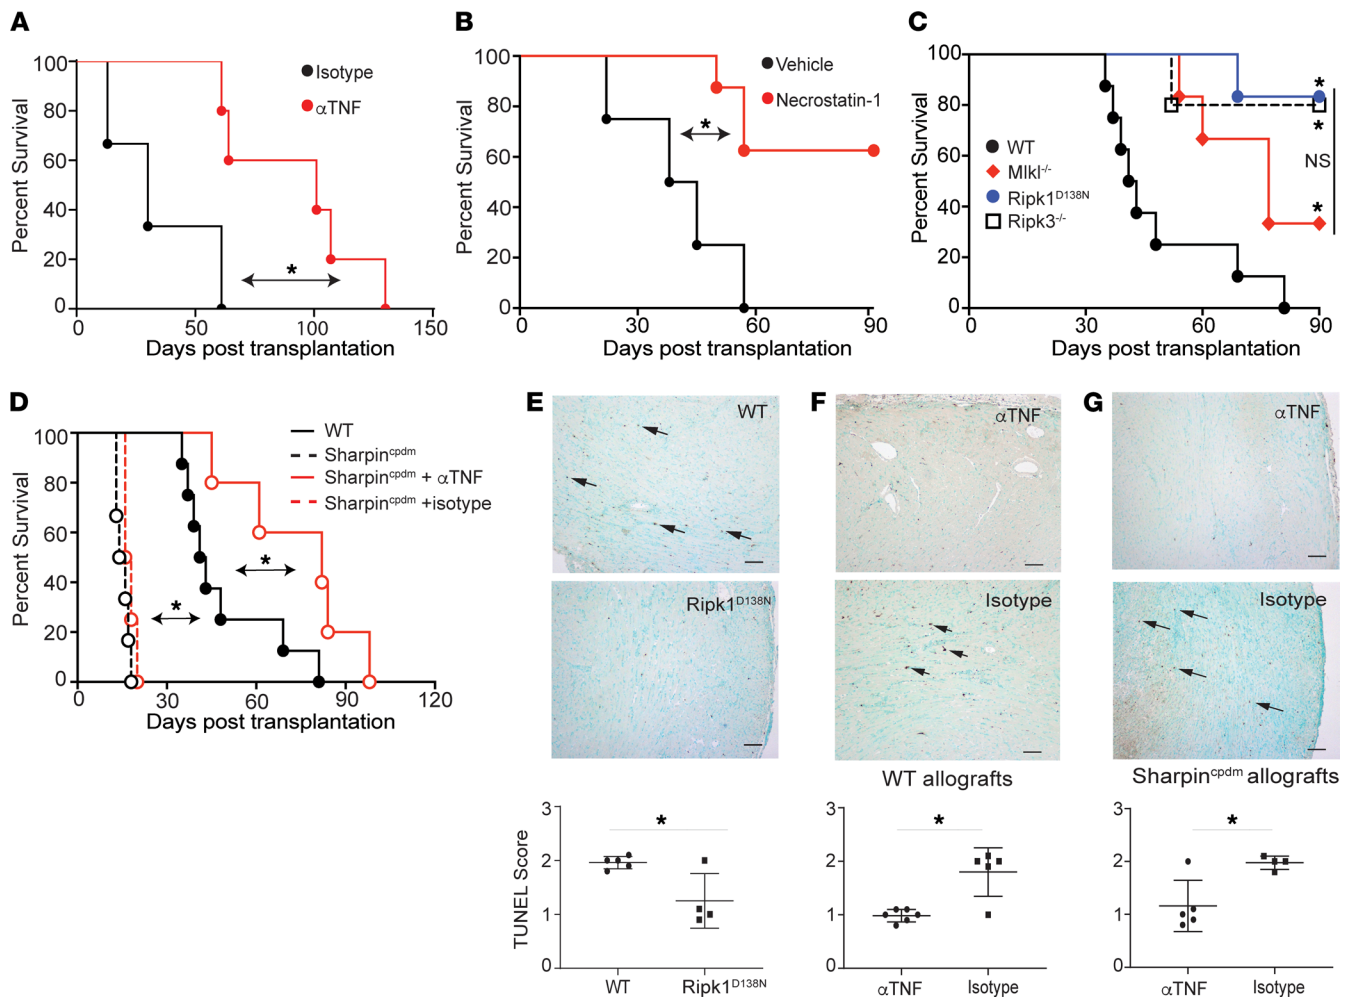 A
100
80
60
40
20
0
Percent Survival
0
50
100
150
Days post transplantation
Isotype
αTNF
*
B
100
80
60
40
20
0
Percent Survival
0
30
60
90
Days post transplantation
Vehicle
Necrostatin-1
*
C
100
80
60
40
20
0
Percent Survival
0
30
60
90
Days post transplantation
WT
Mlkl-/-
Ripk1D138N
Ripk3-/-
*
*
NS
*
D
100
80
60
40
20
0
Percent Survival
0
30
60
90
120
Days post transplantation
WT
Sharpincpdm
Sharpincpdm + αTNF
Sharpincpdm +isotype
*
*
E
WT
Ripk1D138N
3
2
1
0
TUNEL Score
*
WT
Ripk1D138N
F
αTNF
Isotype
WT allografts
3
2
1
0
*
αTNF
Isotype
G
αTNF
Isotype
Sharpincpdm allografts
3
2
1
0
*
αTNF
Isotype